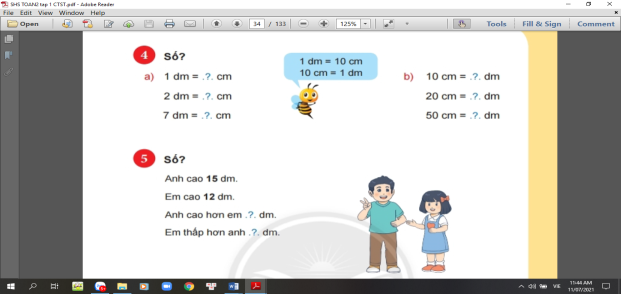 SHS TOAN2 tap 1 CTST.pdf - Adobe Reader
File Edit View Window Help
Open 34 / 133 125% Tools Fill & Sign Comment
4 Số?
1 dm = 10 cm
10 cm = 1 dm
a) 1 dm = .?. cm
2 dm = .?. cm
7 dm = .?. cm
b) 10 cm = .?. dm
20 cm = .?. dm
50 cm = .?. dm
5 Số?
Anh cao 15 dm.
Em cao 12 dm.
Anh cao hơn em .?. dm.
Em thấp hơn anh .?. dm.
VIE 11:44 AM
11/07/2021